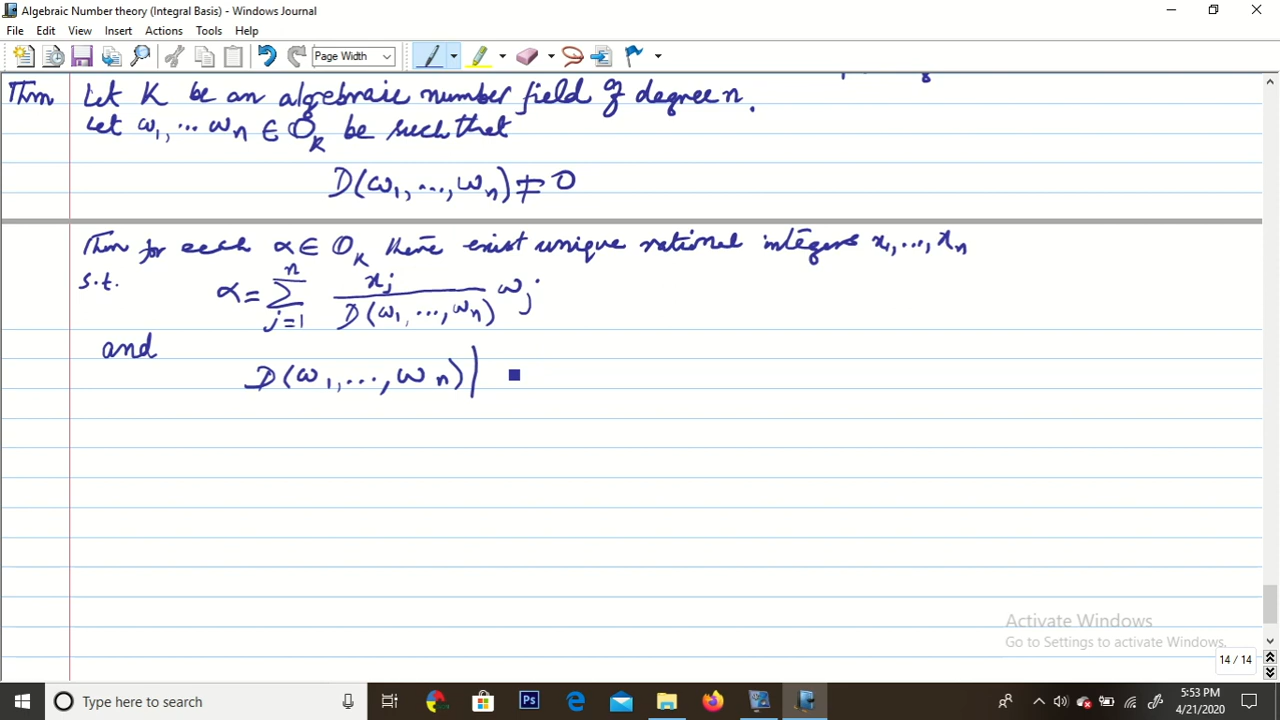 Algebraic Number theory (Integral Basis) - Windows Journal
File Edit View Insert Actions Tools Help
Page Width
Thm Let K be an algebraic number field of degree n.
Let ω₁, ... ωₙ ∈ O_K be such that
D(ω₁, ..., ωₙ) ≠ 0
Then for each α ∈ O_K there exist unique rational integers x₁, ..., xₙ
s.t. α = ∑_{j=1}^{n} x_j / D(ω₁, ..., ωₙ) ω_j
and
D(ω₁, ..., ωₙ) |
Activate Windows
Go to Settings to activate Windows.
14 / 14
Type here to search
Ps
5:53 PM
4/21/2020